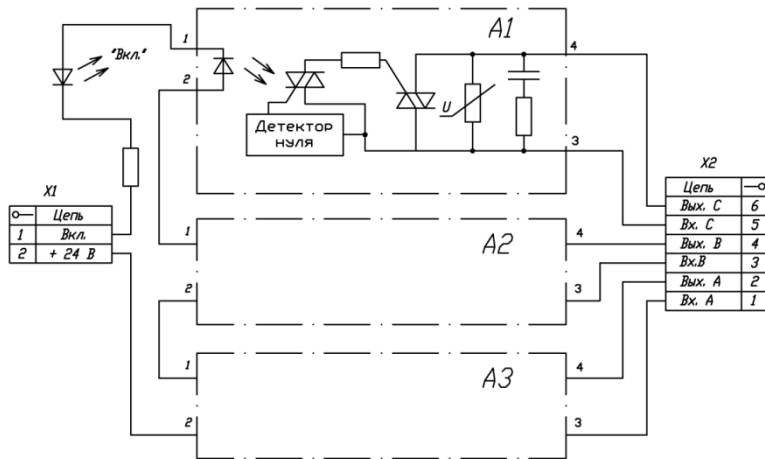 A1
1
"Вкл."
2
4
U
Детектор
нуля
3
X1
Цепь
1 Вкл.
2 + 24 В
X2
Цепь
Вых. С 6
Вх. С 5
Вых. В 4
Вх.В 3
Вых. А 2
Вх. А 1
1
A2
4
2
3
1
A3
4
2
3